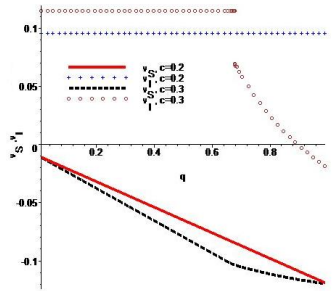 0.1
v_S, c=0.2
v_I, c=0.2
0.05
v_S, c=0.3
v_I, c=0.3
0
0.2
0.4
0.6
0.8
v_S, v_I
q
-0.05
-0.1